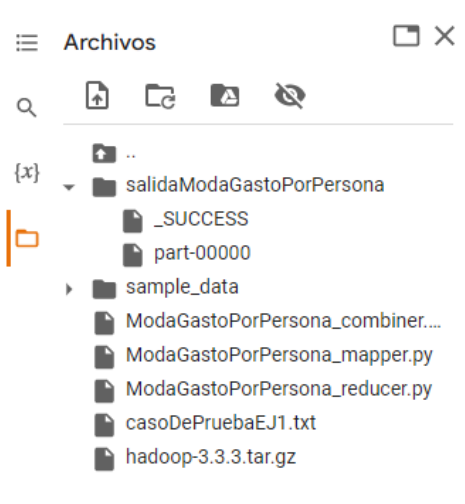 Archivos
{x}
..
salidaModaGastoPorPersona
_SUCCESS
part-00000
sample_data
ModaGastoPorPersona_combiner....
ModaGastoPorPersona_mapper.py
ModaGastoPorPersona_reducer.py
casoDePruebaEJ1.txt
hadoop-3.3.3.tar.gz